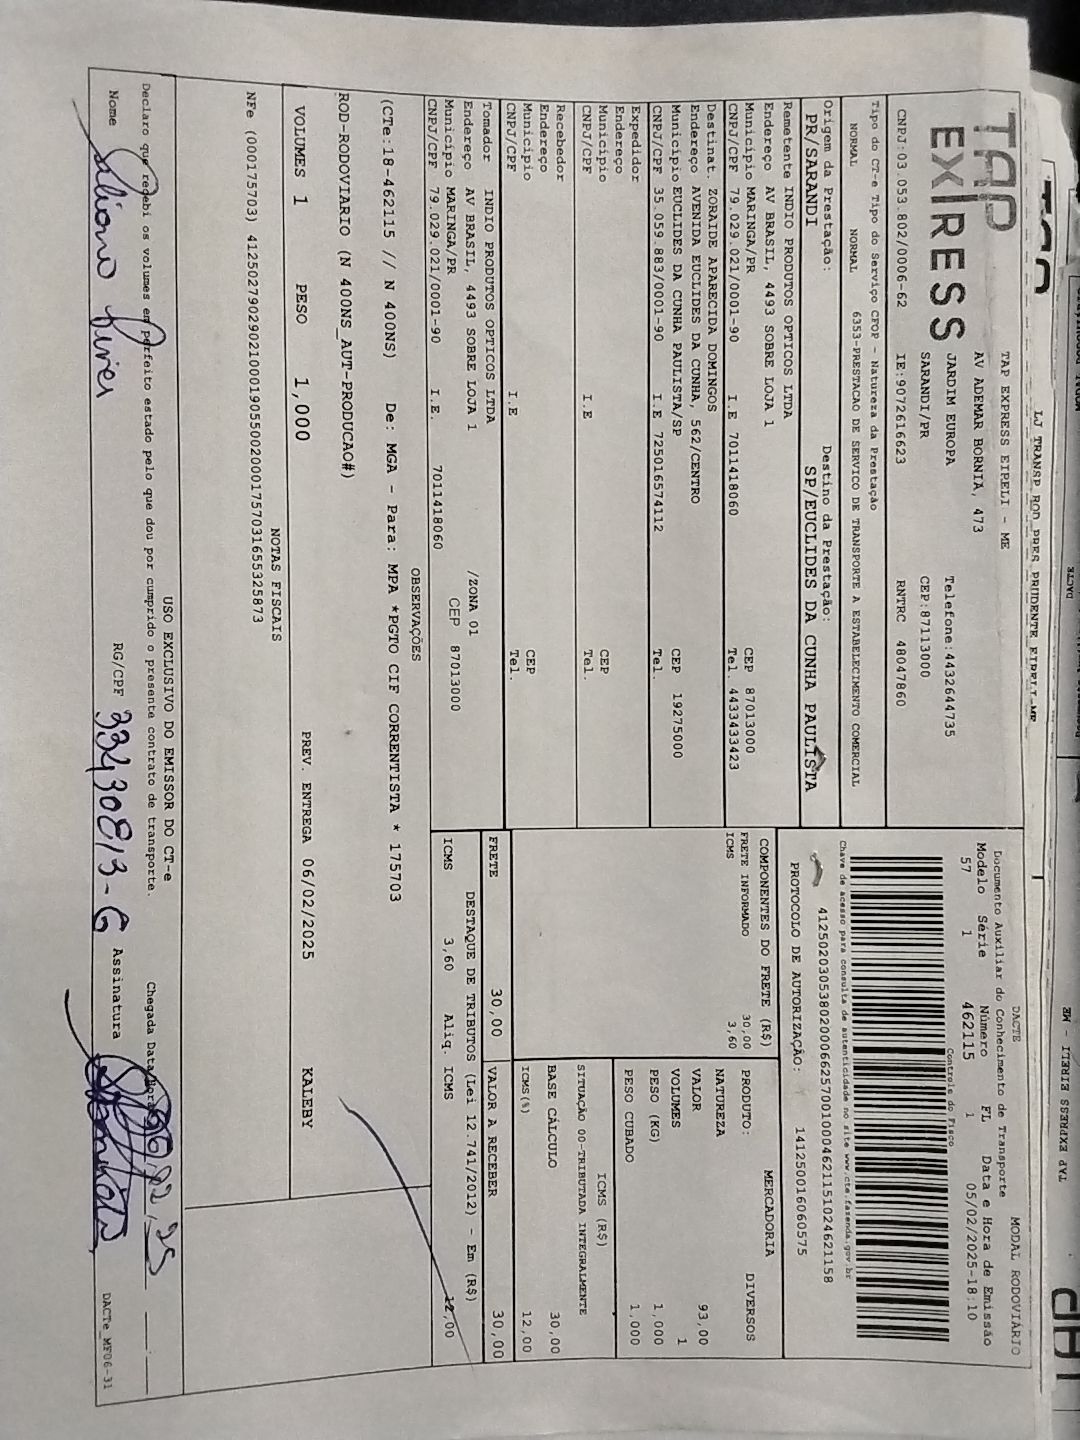 LJ TRANSP ROD PRES PRUDENTE EIRELI-ME
TAP EXPRESS
TAP EXPRESS EIRELI - ME
AV ADEMAR BORNIA, 473
JARDIM EUROPA
SARANDI/PR
Telefone:4432644735
CEP:87113000
CNPJ:03.053.802/0006-62 IE:9072616623 RNTRC 48047860
DACTE MODAL RODOVIÁRIO
Documento Auxiliar do Conhecimento de Transporte
Modelo Série Número FL Data e Hora de Emissão
57 1 462115 1 05/02/2025-18:10
Controle do Fisco
Chave de acesso para consulta de autenticidade no site www.cte.fazenda.gov.br
41250203053802000662570010004621151024621158
PROTOCOLO DE AUTORIZAÇÃO: 141250016060575
Tipo do CT-e Tipo do Serviço CFOP - Natureza da Prestação
NORMAL NORMAL 6353-PRESTACAO DE SERVICO DE TRANSPORTE A ESTABELECIMENTO COMERCIAL
Origem da Prestação: Destino da Prestação:
PR/SARANDI SP/EUCLIDES DA CUNHA PAULISTA
Remetente INDIO PRODUTOS OPTICOS LTDA
Endereço AV BRASIL, 4493 SOBRE LOJA 1
Município MARINGA/PR CEP 87013000
CNPJ/CPF 79.029.021/0001-90 I.E 7011418060 Tel. 4433433423
Destinat. ZORAIDE APARECIDA DOMINGOS
Endereço AVENIDA EUCLIDES DA CUNHA, 562/CENTRO
Município EUCLIDES DA CUNHA PAULISTA/SP CEP 19275000
CNPJ/CPF 35.059.883/0001-90 I.E 725016574112 Tel
Expedidor
Endereço
Município CEP
CNPJ/CPF I.E Tel.
Recebedor
Endereço
Município CEP
CNPJ/CPF I.E Tel.
Tomador INDIO PRODUTOS OPTICOS LTDA
Endereço AV BRASIL, 4493 SOBRE LOJA 1 /ZONA 01
Município MARINGA/PR CEP 87013000
CNPJ/CPF 79.029.021/0001-90 I.E. 7011418060
COMPONENTES DO FRETE (R$)
FRETE INFORMADO 30,00
ICMS 3,60
PRODUTO: MERCADORIA DIVERSOS
NATUREZA
VALOR 93,00
VOLUMES 1
PESO (KG) 1,000
PESO CUBADO 1.000
ICMS (R$)
SITUAÇÃO 00-TRIBUTADA INTEGRALMENTE
BASE CÁLCULO 30,00
ICMS(%) 12,00
FRETE 30,00 VALOR A RECEBER 30,00
DESTAQUE DE TRIBUTOS (Lei 12.741/2012) - Em (R$)
ICMS 3,60 Aliq. ICMS 12,00
OBSERVAÇÕES
(CTe:18-462115 // N 400NS) De: MGA - Para: MPA *PGTO CIF CORRENTISTA * 175703
ROD-RODOVIARIO (N 400NS_AUT-PRODUCAO#)
VOLUMES 1 PESO 1,000 PREV. ENTREGA 06/02/2025 KALEBY
NOTAS FISCAIS
NFe (000175703) 41250279029021000190550020001757031655325873
USO EXCLUSIVO DO EMISSOR DO CT-e
Declaro que recebi os volumes em perfeito estado pelo que dou por cumprido o presente contrato de transporte. Chegada Data/Hora
Nome RG/CPF 33430813-6 Assinatura
DACTe_MF06-31
TAP EXPRESS EIRELI - ME
DACTE